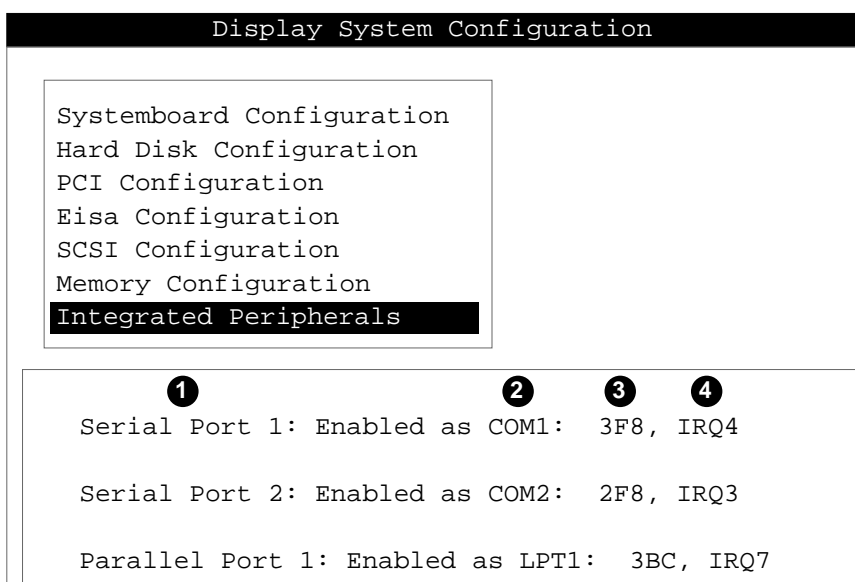 Display System Configuration
Systemboard Configuration
Hard Disk Configuration
PCI Configuration
Eisa Configuration
SCSI Configuration
Memory Configuration
Integrated Peripherals
1 2 3 4
Serial Port 1: Enabled as COM1: 3F8, IRQ4
Serial Port 2: Enabled as COM2: 2F8, IRQ3
Parallel Port 1: Enabled as LPT1: 3BC, IRQ7